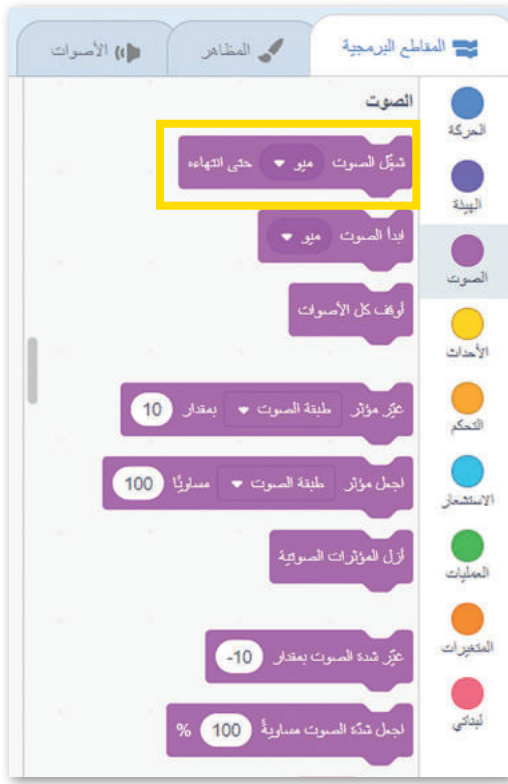 المقاطع البرمجية
المظاهر
الأصوات
الصوت
شغّل الصوت ميو حتى انتهاءه
ابدأ الصوت ميو
أوقف كل الأصوات
غيّر مؤثر طبقة الصوت بمقدار 10
اجعل مؤثر طبقة الصوت مساويًا 100
أزل المؤثرات الصوتية
غيّر شدة الصوت بمقدار -10
اجعل شدّة الصوت مساويةً 100 %
الحركة
الهيئة
الصوت
الأحداث
التحكم
الاستشعار
العمليات
المتغيرات
لبناتي